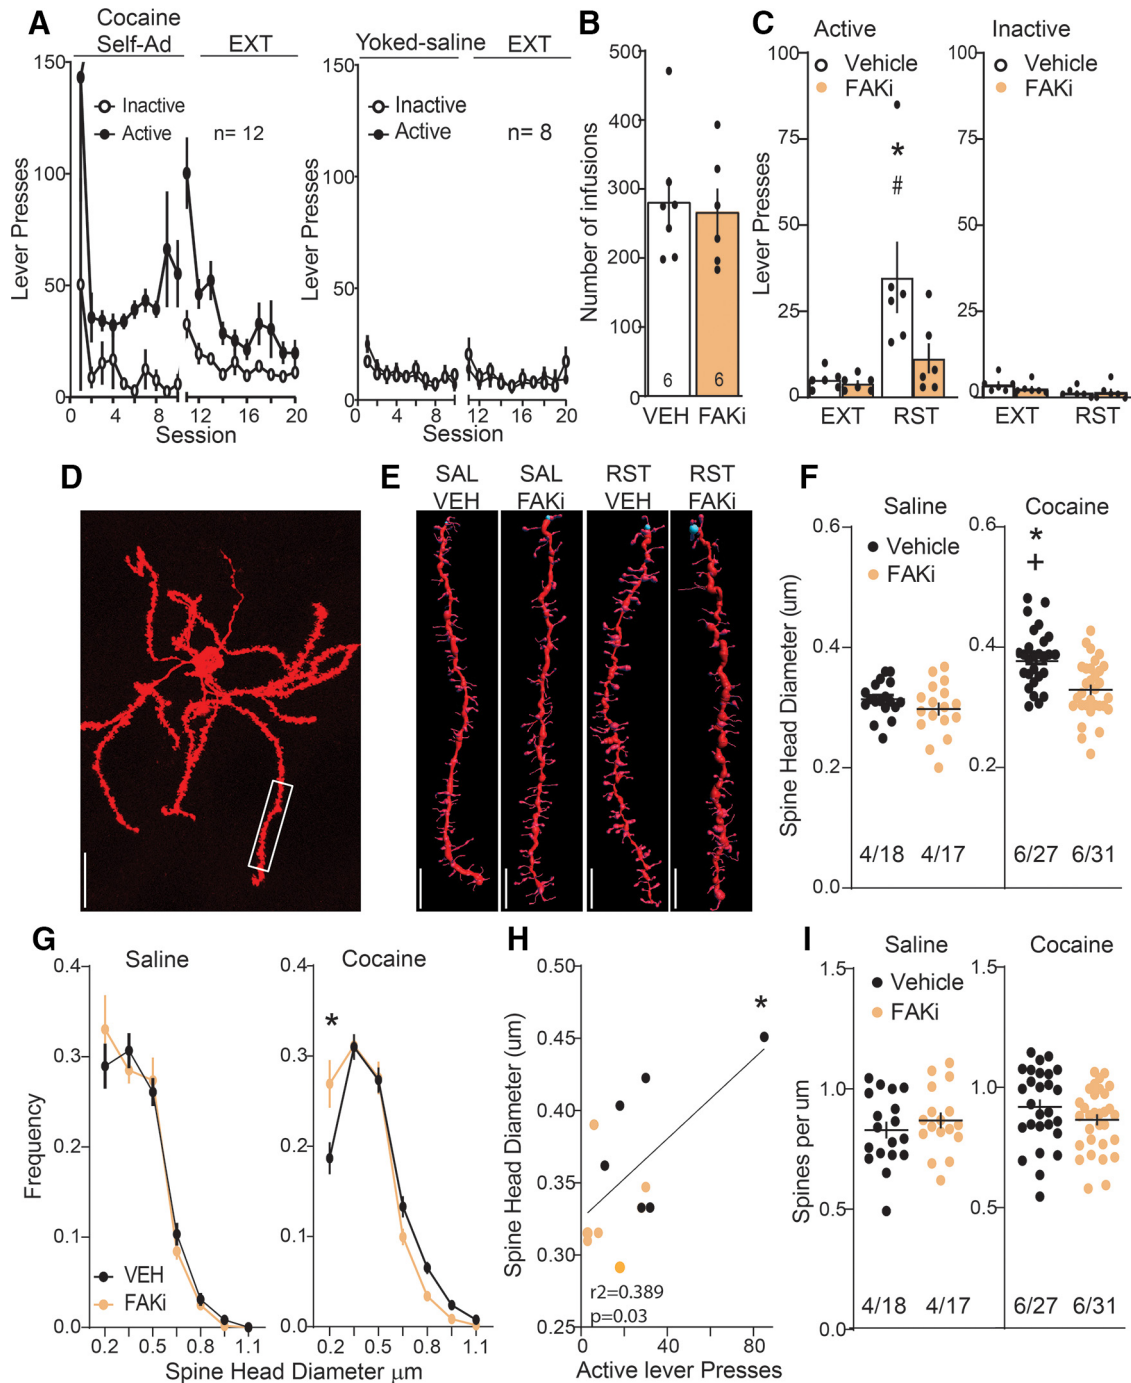 A
Cocaine
Self-Ad
EXT
150
100
50
0
Lever Presses
Inactive
Active
n= 12
0 4 8 12 16 20
Session
Yoked-saline
EXT
150
100
50
0
Lever Presses
Inactive
Active
n= 8
0 4 8 12 16 20
Session
B
500
400
300
200
100
0
Number of infusions
6
6
VEH FAKi
C
Active
Vehicle
FAKi
100
75
50
25
0
Lever Presses
*
#
EXT RST
Inactive
Vehicle
FAKi
100
75
50
25
0
EXT RST
D
E
SAL
VEH
SAL
FAKi
RST
VEH
RST
FAKi
F
Saline
Cocaine
Vehicle
FAKi
0.6
0.4
0.2
0.0
Spine Head Diameter (um)
4/18 4/17
0.6
0.4
0.2
*
+
6/27 6/31
G
Saline
0.4
0.3
0.2
0.1
0.0
Frequency
VEH
FAKi
0.2 0.5 0.8 1.1
Cocaine
0.4
0.3
0.2
0.1
0.0
*
0.2 0.5 0.8 1.1
Spine Head Diameter μm
H
0.50
0.45
0.40
0.35
0.30
0.25
Spine Head Diameter (um)
*
r2=0.389
p=0.03
0 40 80
Active lever Presses
I
Saline
Cocaine
Vehicle
FAKi
1.5
1.0
0.5
0.0
Spines per um
4/18 4/17
1.5
1.0
0.5
6/27 6/31